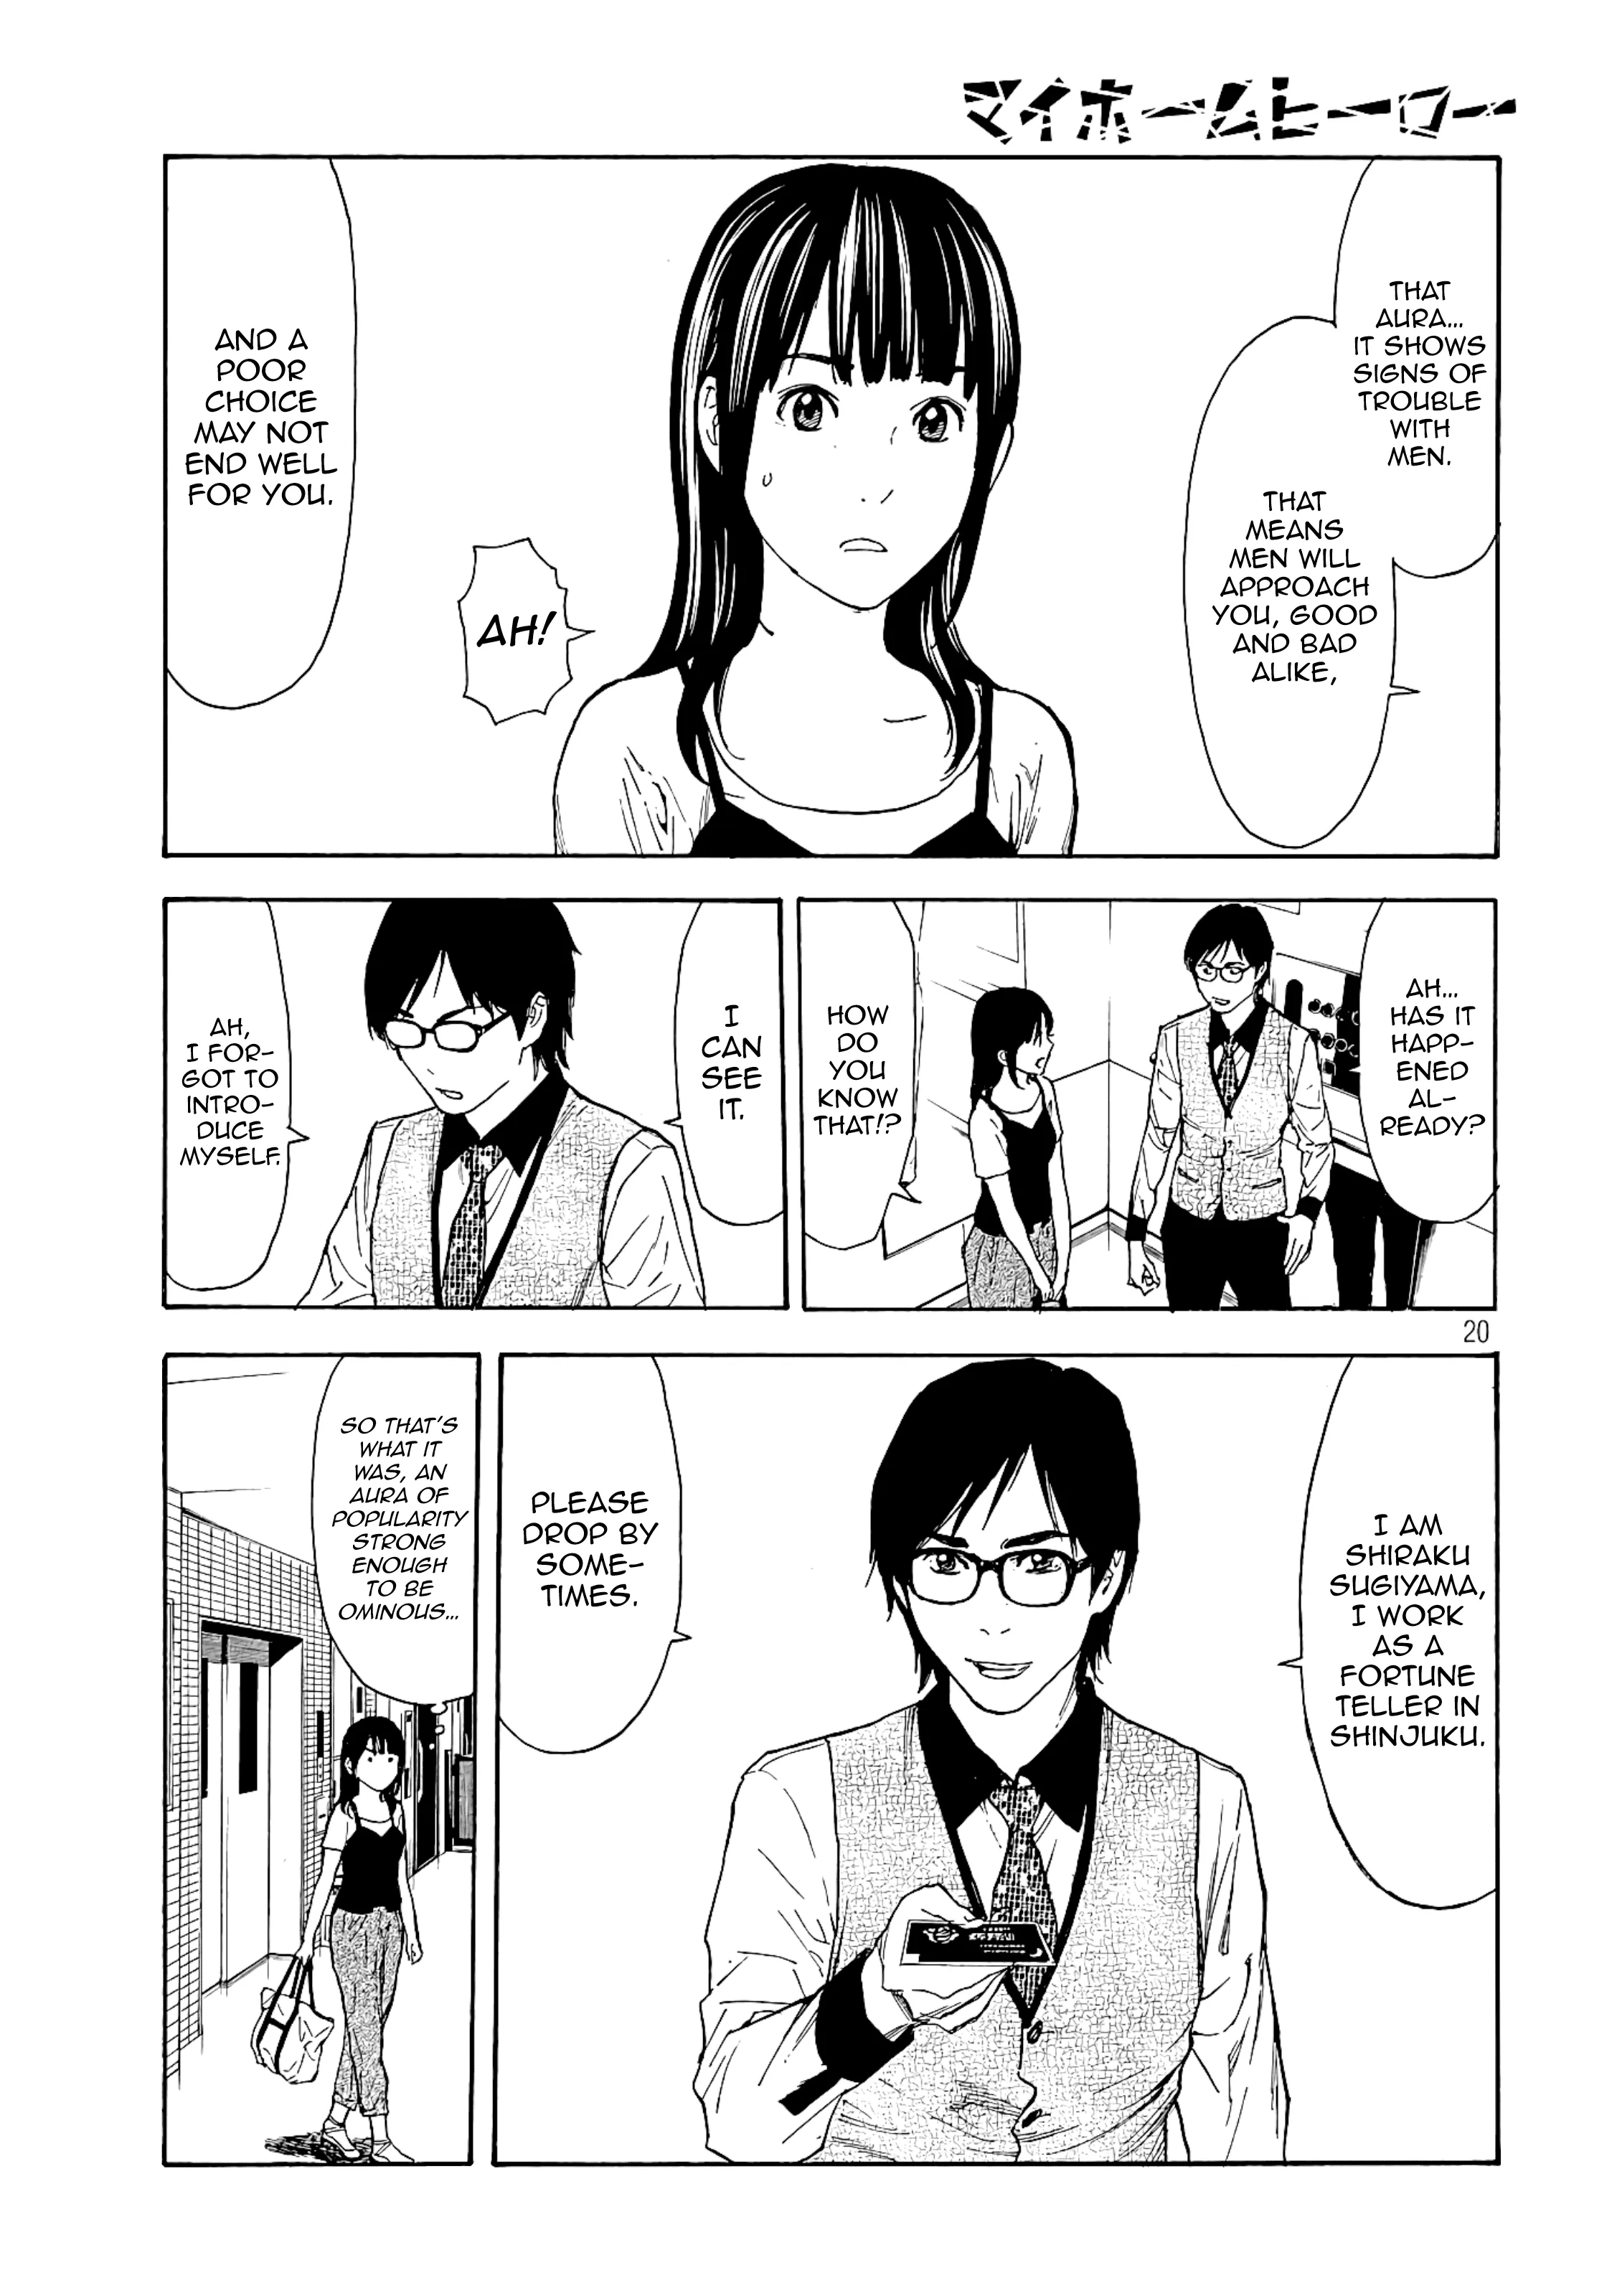 マイホームヒーロー
THAT
AURA...
IT SHOWS
SIGNS OF
TROUBLE
WITH
MEN.
THAT
MEANS
MEN WILL
APPROACH
YOU, GOOD
AND BAD
ALIKE,
AND A
POOR
CHOICE
MAY NOT
END WELL
FOR YOU.
AH!
AH...
HAS IT
HAPP-
ENED
AL-
READY?
HOW
DO
YOU
KNOW
THAT!?
I
CAN
SEE
IT.
AH,
I FOR-
GOT TO
INTRO-
DUCE
MYSELF.
20
I AM
SHIRAKU
SUGIYAMA,
I WORK
AS A
FORTUNE
TELLER IN
SHINJUKU.
PLEASE
DROP BY
SOME-
TIMES.
SO THAT'S
WHAT IT
WAS, AN
AURA OF
POPULARITY
STRONG
ENOUGH
TO BE
OMINOUS...